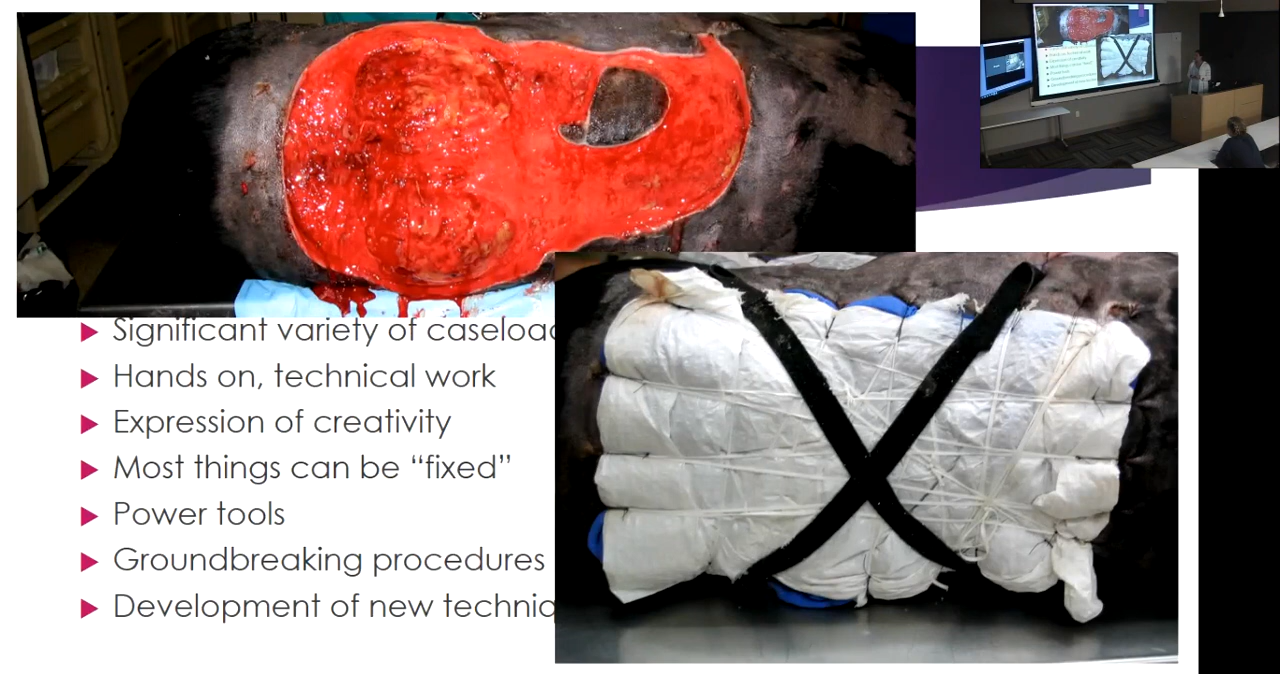 Significant variety of caseload
Hands on, technical work
Expression of creativity
Most things can be “fixed”
Power tools
Groundbreaking procedures
Development of new techniq